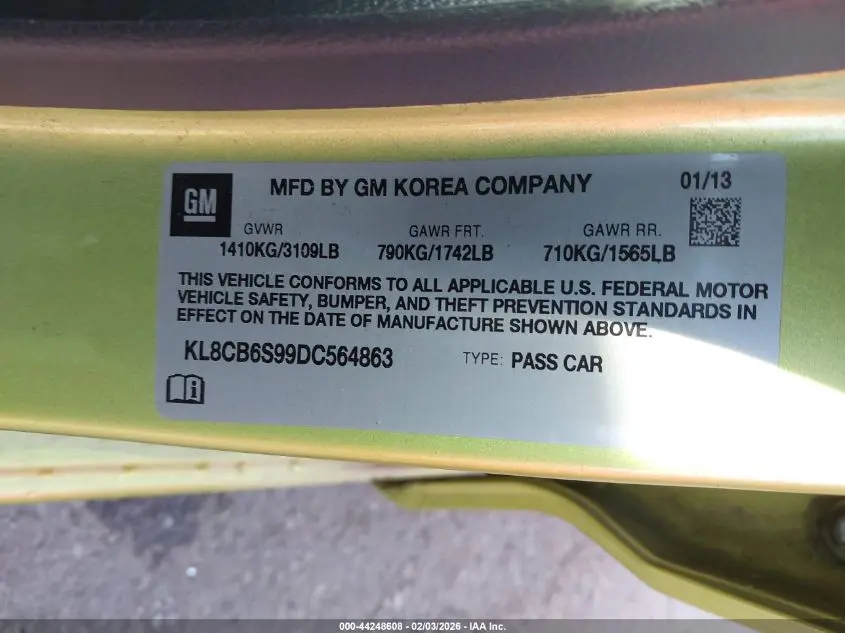 GM
MFD BY GM KOREA COMPANY 01/13
GVWR GAWR FRT. GAWR RR.
1410KG/3109LB 790KG/1742LB 710KG/1565LB
THIS VEHICLE CONFORMS TO ALL APPLICABLE U.S. FEDERAL MOTOR
VEHICLE SAFETY, BUMPER, AND THEFT PREVENTION STANDARDS IN
EFFECT ON THE DATE OF MANUFACTURE SHOWN ABOVE.
KL8CB6S99DC564863 TYPE: PASS CAR
000-44248608 - 02/03/2026 - IAA Inc.